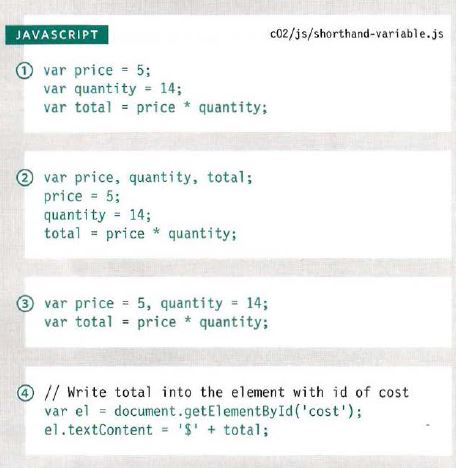 JAVASCRIPT c02/js/shorthand-variable.js
1 var price = 5;
var quantity = 14;
var total = price * quantity;
2 var price, quantity, total;
price = 5;
quantity = 14;
total = price * quantity;
3 var price = 5, quantity = 14;
var total = price * quantity;
4 // Write total into the element with id of cost
var el = document.getElementById('cost');
el.textContent = '$' + total;